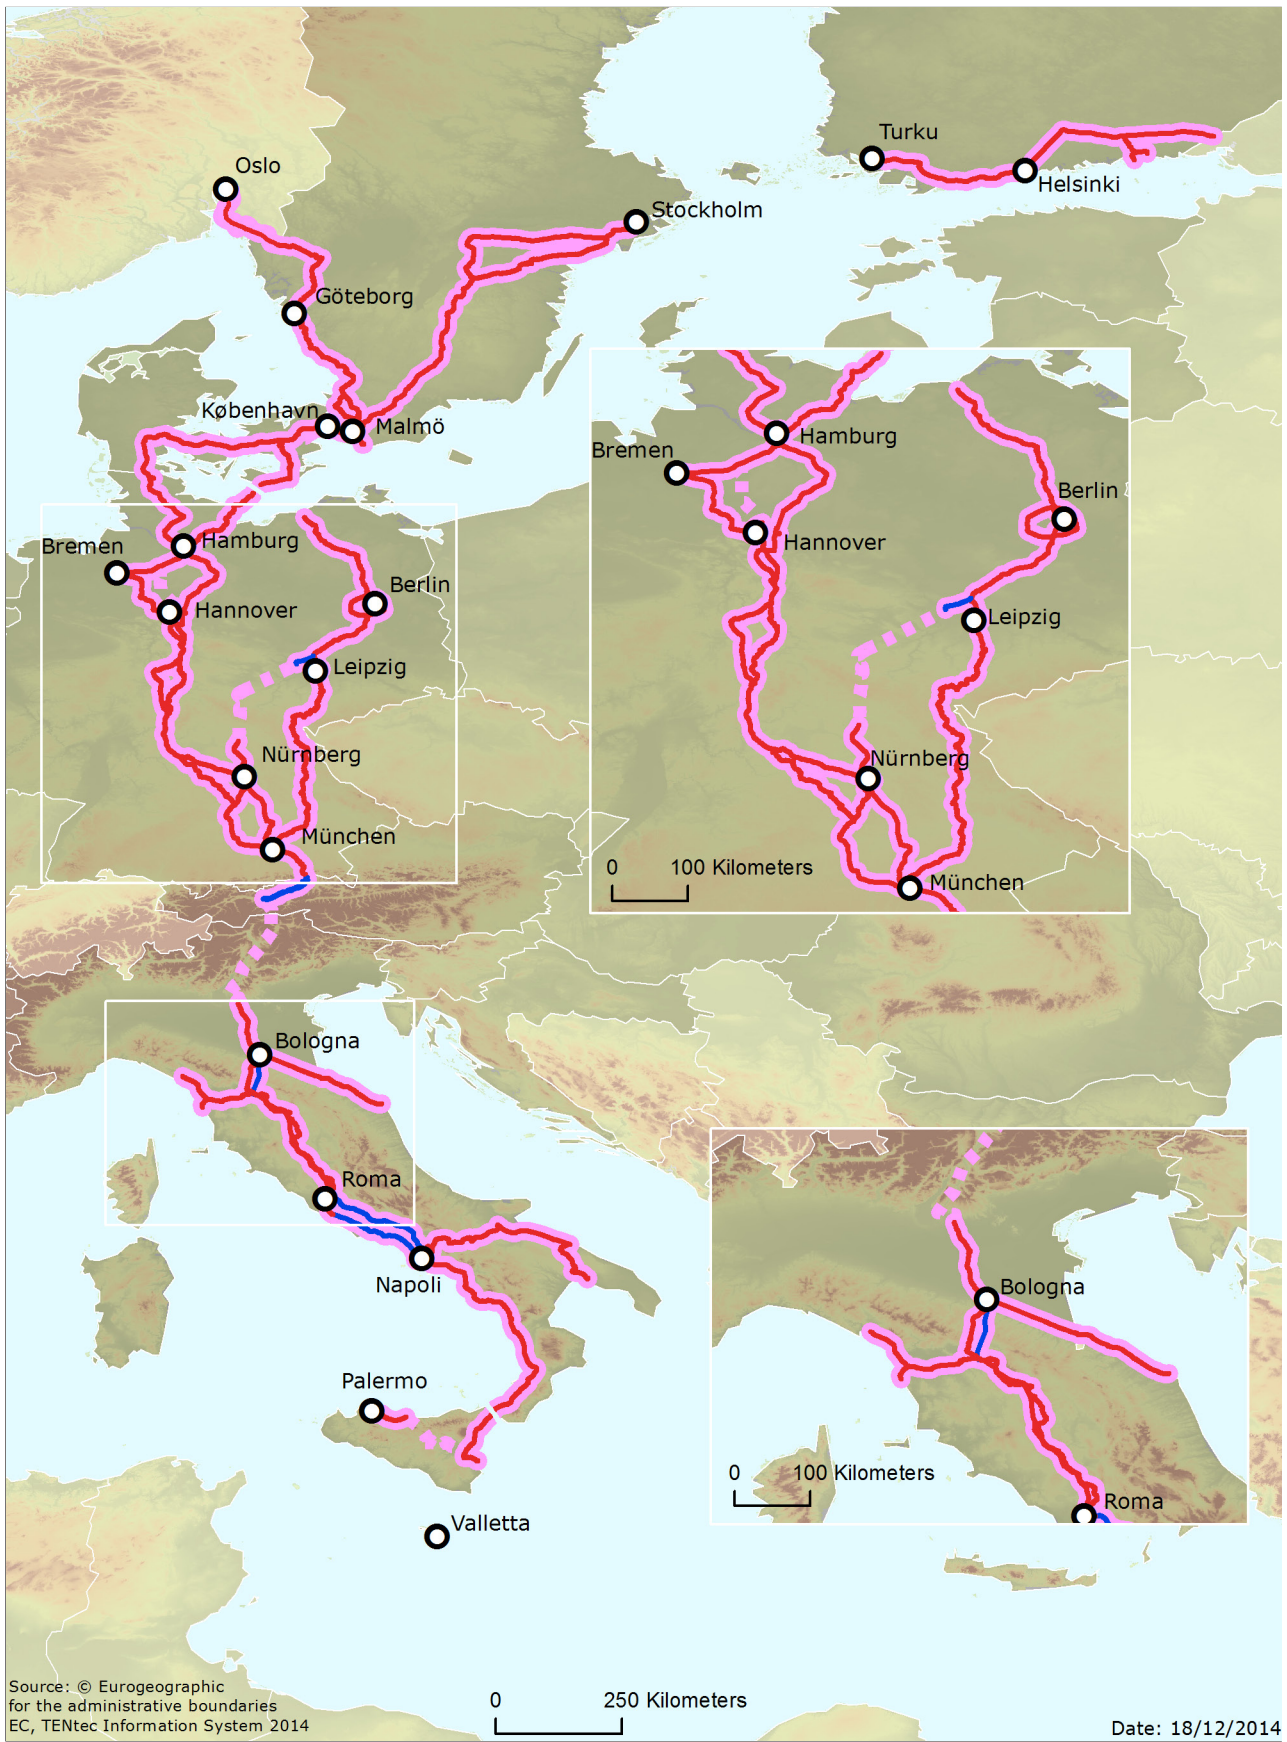 Turku
Oslo
Helsinki
Stockholm
Göteborg
København
Malmö
Bremen
Hamburg
Hannover
Berlin
Leipzig
Nürnberg
München
Bremen
Hamburg
Berlin
Hannover
Leipzig
Nürnberg
München
0 100 Kilometers
Bologna
Roma
Napoli
Palermo
Valletta
Bologna
0 100 Kilometers
Roma
Source: © Eurogeographic
for the administrative boundaries
EC, TENtec Information System 2014
0 250 Kilometers
Date: 18/12/2014